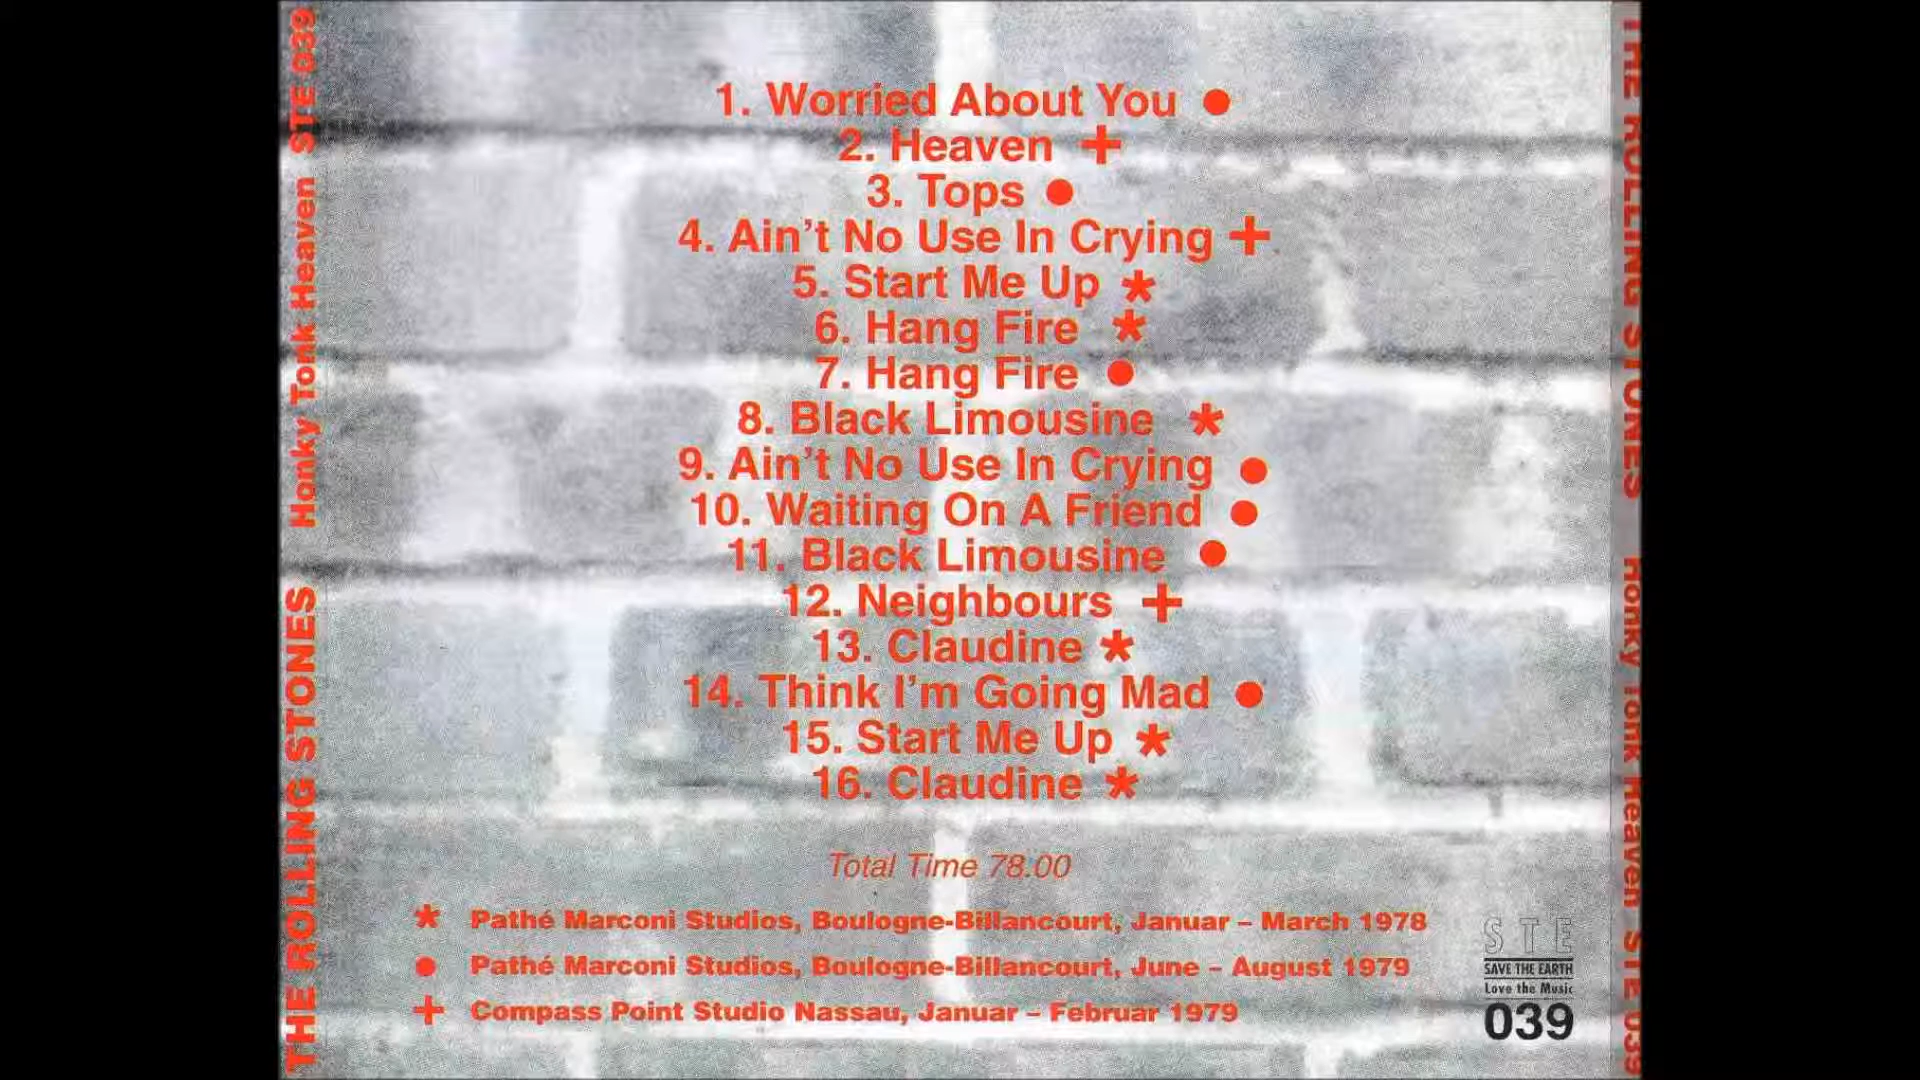 THE ROLLING STONES Honky Tonk Heaven STE 039
1. Worried About You ●
2. Heaven +
3. Tops ●
4. Ain't No Use In Crying +
5. Start Me Up *
6. Hang Fire *
7. Hang Fire ●
8. Black Limousine *
9. Ain't No Use In Crying ●
10. Waiting On A Friend ●
11. Black Limousine ●
12. Neighbours +
13. Claudine *
14. Think I'm Going Mad ●
15. Start Me Up *
16. Claudine *
Total Time 78.00
* Pathé Marconi Studios, Boulogne-Billancourt, Januar – March 1978
● Pathé Marconi Studios, Boulogne-Billancourt, June – August 1979
+ Compass Point Studio Nassau, Januar – Februar 1979
STE
SAVE THE EARTH
Love the Music
039
THE ROLLING STONES Honky Tonk Heaven STE 039